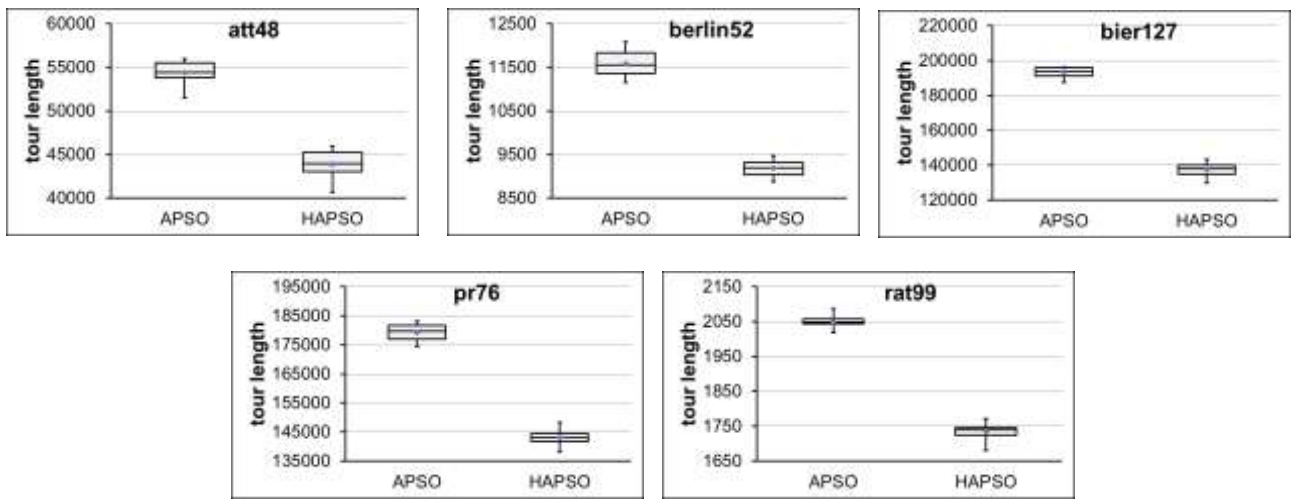 att48
tour length
60000
55000
50000
45000
40000
APSO HAPSO
berlin52
tour length
12500
11500
10500
9500
8500
APSO HAPSO
bier127
tour length
220000
200000
180000
160000
140000
120000
APSO HAPSO
pr76
tour length
195000
185000
175000
165000
155000
145000
135000
APSO HAPSO
rat99
tour length
2150
2050
1950
1850
1750
1650
APSO HAPSO